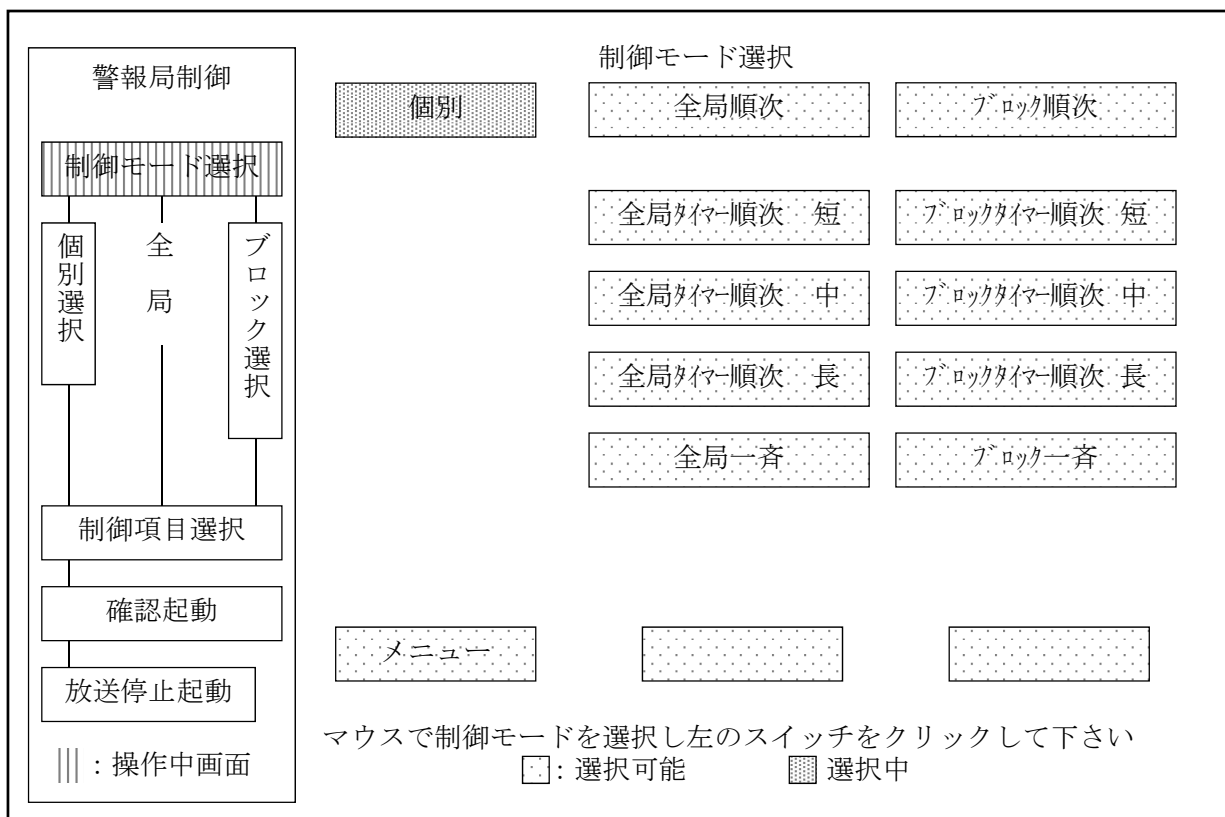 警報局制御
制御モード選択
個別選択
全局
ブロック選択
制御項目選択
確認起動
放送停止起動
：操作中画面
制御モード選択
個別
全局順次
ﾌﾞﾛｯｸ順次
全局ﾀｲﾏｰ順次 短
ﾌﾞﾛｯｸﾀｲﾏｰ順次 短
全局ﾀｲﾏｰ順次 中
ﾌﾞﾛｯｸﾀｲﾏｰ順次 中
全局ﾀｲﾏｰ順次 長
ﾌﾞﾛｯｸﾀｲﾏｰ順次 長
全局一斉
ﾌﾞﾛｯｸ一斉
メニュー
マウスで制御モードを選択し左のスイッチをクリックして下さい
：選択可能
選択中